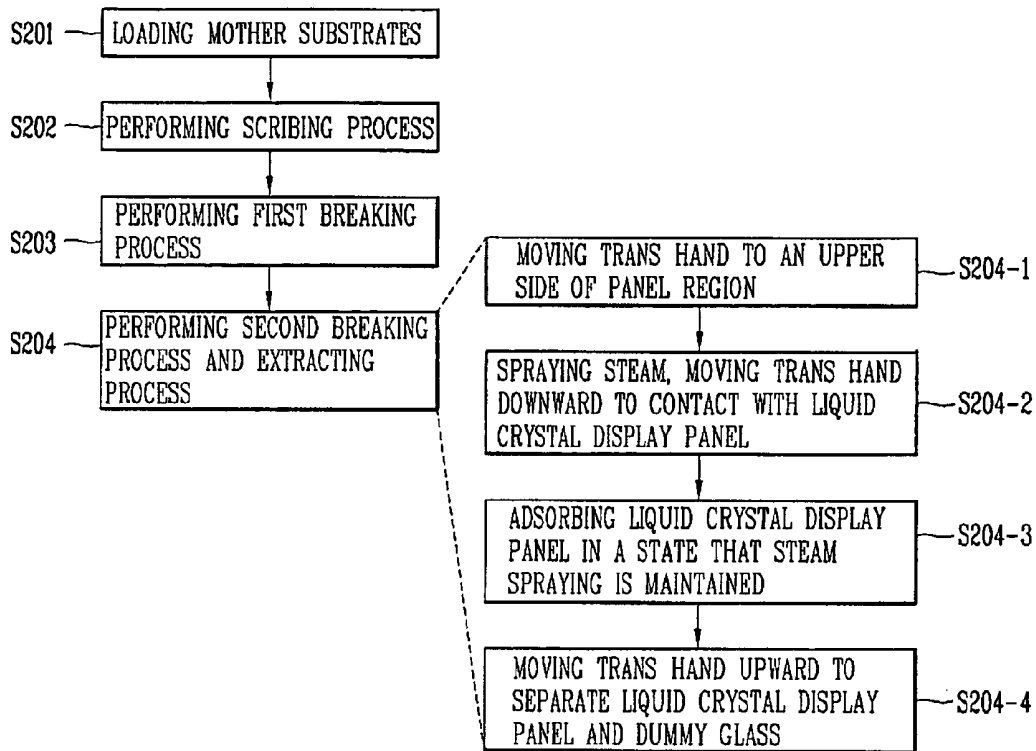 S201
LOADING MOTHER SUBSTRATES
S202
PERFORMING SCRIBING PROCESS
S203
PERFORMING FIRST BREAKING
PROCESS
S204
PERFORMING SECOND BREAKING
PROCESS AND EXTRACTING
PROCESS
MOVING TRANS HAND TO AN UPPER
SIDE OF PANEL REGION
S204-1
SPRAYING STEAM, MOVING TRANS HAND
DOWNWARD TO CONTACT WITH LIQUID
CRYSTAL DISPLAY PANEL
S204-2
ADSORBING LIQUID CRYSTAL DISPLAY
PANEL IN A STATE THAT STEAM
SPRAYING IS MAINTAINED
S204-3
MOVING TRANS HAND UPWARD TO
SEPARATE LIQUID CRYSTAL DISPLAY
PANEL AND DUMMY GLASS
S204-4